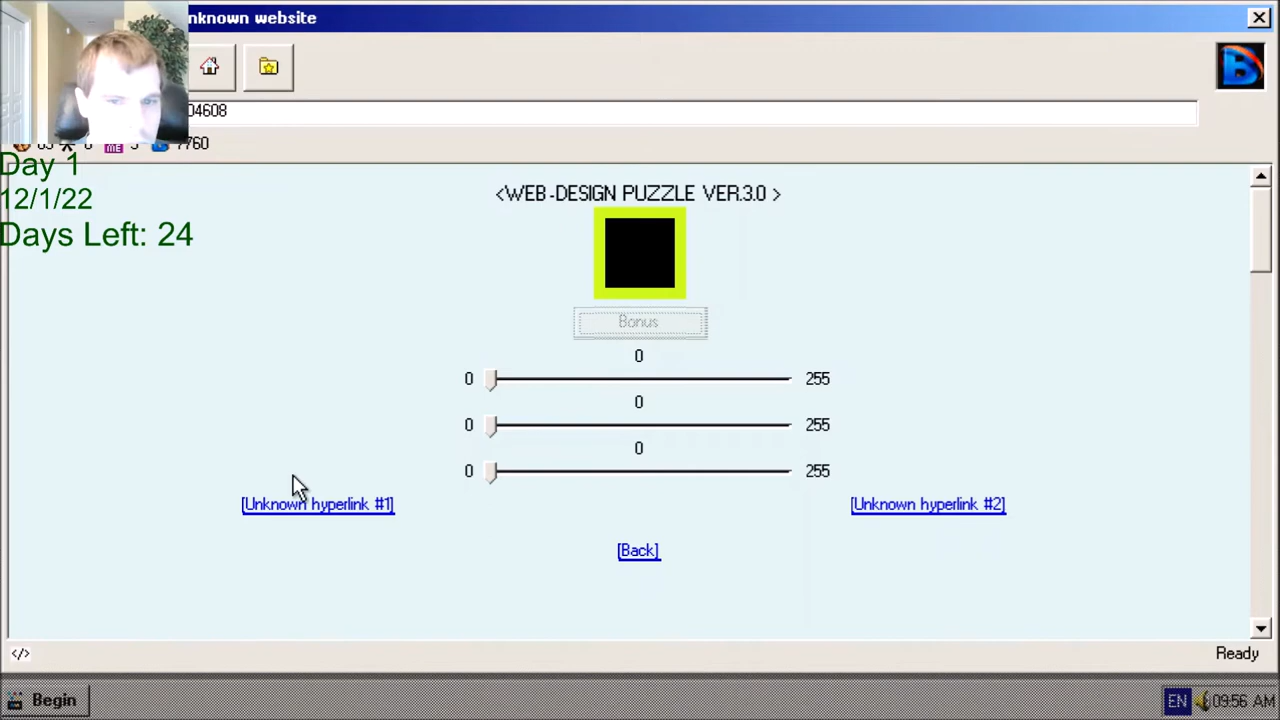 nknown website
04608
7760
Day 1
12/1/22
Days Left: 24
<WEB-DESIGN PUZZLE VER.3.0 >
Bonus
0
0 255
0
0 255
0
0 255
[Unknown hyperlink #1] [Unknown hyperlink #2]
[Back]
</> Ready
Begin EN 09:56 AM